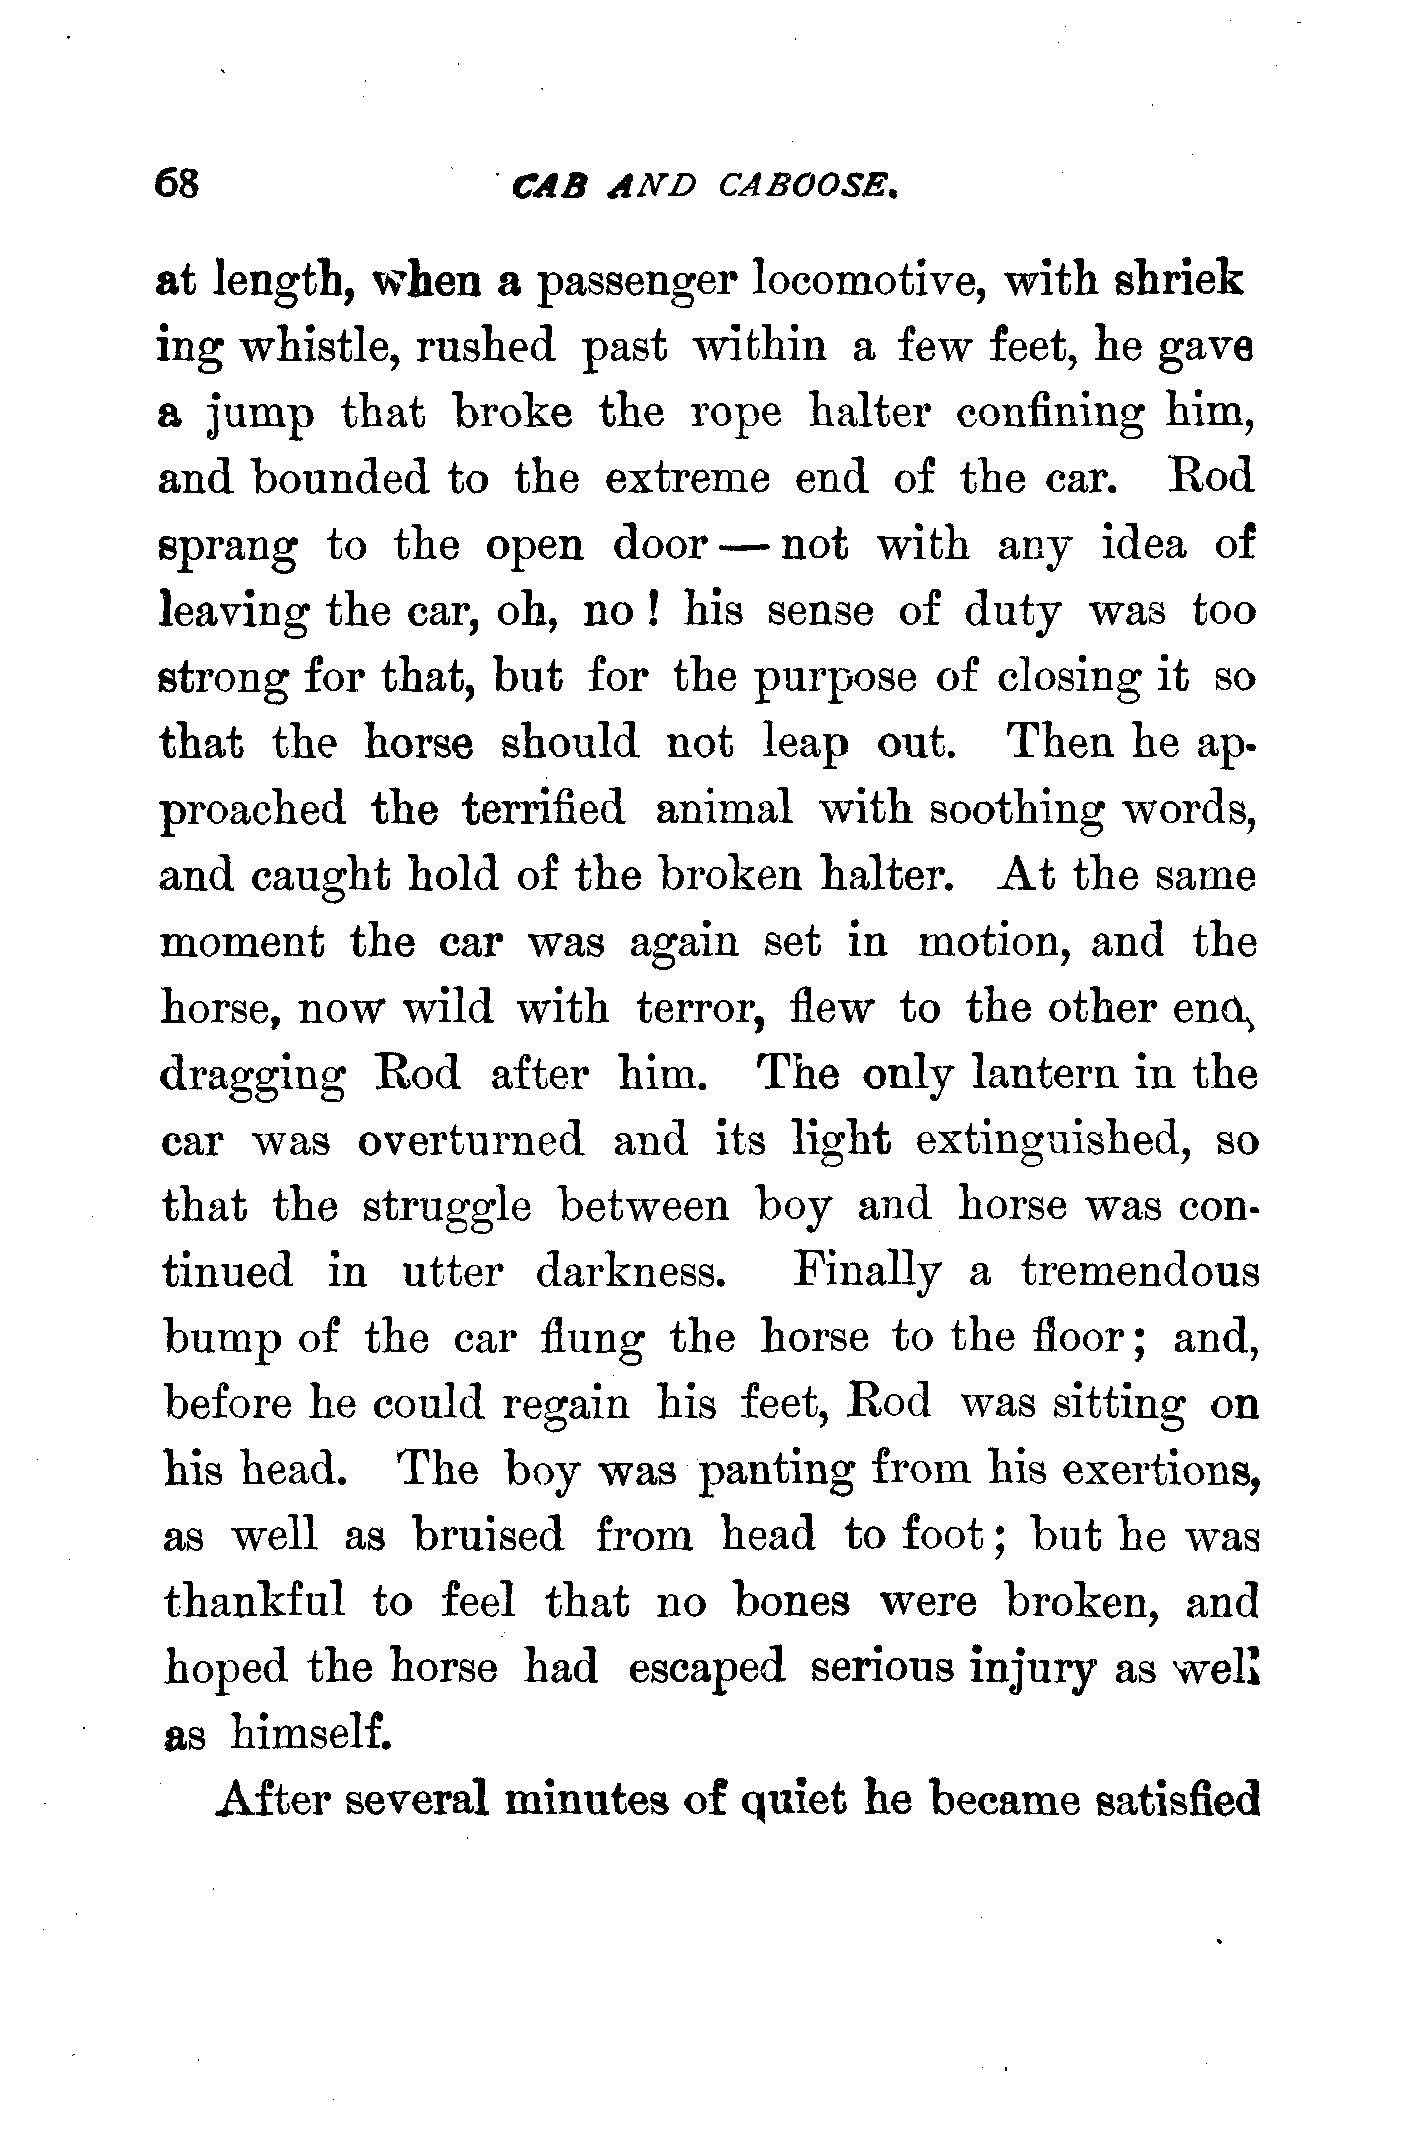 68 CAB AND CABOOSE.
at length, when a passenger locomotive, with shriek
ing whistle, rushed past within a few feet, he gave
a jump that broke the rope halter confining him,
and bounded to the extreme end of the car. Rod
sprang to the open door — not with any idea of
leaving the car, oh, no ! his sense of duty was too
strong for that, but for the purpose of closing it so
that the horse should not leap out. Then he ap-
proached the terrified animal with soothing words,
and caught hold of the broken halter. At the same
moment the car was again set in motion, and the
horse, now wild with terror, flew to the other end,
dragging Rod after him. The only lantern in the
car was overturned and its light extinguished, so
that the struggle between boy and horse was con-
tinued in utter darkness. Finally a tremendous
bump of the car flung the horse to the floor ; and,
before he could regain his feet, Rod was sitting on
his head. The boy was panting from his exertions,
as well as bruised from head to foot ; but he was
thankful to feel that no bones were broken, and
hoped the horse had escaped serious injury as well
as himself.
After several minutes of quiet he became satisfied